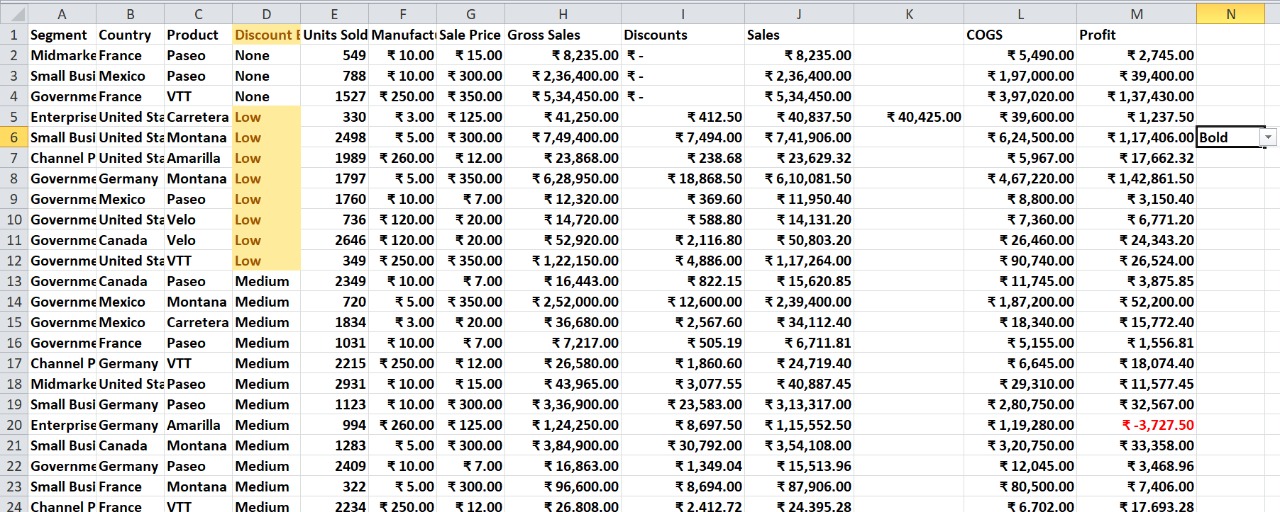 A B C D E F G H I J K L M N
1 Segment Country Product Discount B Units Sold Manufactu Sale Price Gross Sales Discounts Sales COGS Profit
2 Midmarke France Paseo None 549 ₹ 10.00 ₹ 15.00 ₹ 8,235.00 ₹ - ₹ 8,235.00 ₹ 5,490.00 ₹ 2,745.00
3 Small Busi Mexico Paseo None 788 ₹ 10.00 ₹ 300.00 ₹ 2,36,400.00 ₹ - ₹ 2,36,400.00 ₹ 1,97,000.00 ₹ 39,400.00
4 Governme France VTT None 1527 ₹ 250.00 ₹ 350.00 ₹ 5,34,450.00 ₹ - ₹ 5,34,450.00 ₹ 3,97,020.00 ₹ 1,37,430.00
5 Enterprise United Sta Carretera Low 330 ₹ 3.00 ₹ 125.00 ₹ 41,250.00 ₹ 412.50 ₹ 40,837.50 ₹ 40,425.00 ₹ 39,600.00 ₹ 1,237.50
6 Small Busi United Sta Montana Low 2498 ₹ 5.00 ₹ 300.00 ₹ 7,49,400.00 ₹ 7,494.00 ₹ 7,41,906.00 ₹ 6,24,500.00 ₹ 1,17,406.00 Bold
7 Channel P United Sta Amarilla Low 1989 ₹ 260.00 ₹ 12.00 ₹ 23,868.00 ₹ 238.68 ₹ 23,629.32 ₹ 5,967.00 ₹ 17,662.32
8 Governme Germany Montana Low 1797 ₹ 5.00 ₹ 350.00 ₹ 6,28,950.00 ₹ 18,868.50 ₹ 6,10,081.50 ₹ 4,67,220.00 ₹ 1,42,861.50
9 Governme Mexico Paseo Low 1760 ₹ 10.00 ₹ 7.00 ₹ 12,320.00 ₹ 369.60 ₹ 11,950.40 ₹ 8,800.00 ₹ 3,150.40
10 Governme United Sta Velo Low 736 ₹ 120.00 ₹ 20.00 ₹ 14,720.00 ₹ 588.80 ₹ 14,131.20 ₹ 7,360.00 ₹ 6,771.20
11 Governme Canada Velo Low 2646 ₹ 120.00 ₹ 20.00 ₹ 52,920.00 ₹ 2,116.80 ₹ 50,803.20 ₹ 26,460.00 ₹ 24,343.20
12 Governme United Sta VTT Low 349 ₹ 250.00 ₹ 350.00 ₹ 1,22,150.00 ₹ 4,886.00 ₹ 1,17,264.00 ₹ 90,740.00 ₹ 26,524.00
13 Governme Canada Paseo Medium 2349 ₹ 10.00 ₹ 7.00 ₹ 16,443.00 ₹ 822.15 ₹ 15,620.85 ₹ 11,745.00 ₹ 3,875.85
14 Governme Mexico Montana Medium 720 ₹ 5.00 ₹ 350.00 ₹ 2,52,000.00 ₹ 12,600.00 ₹ 2,39,400.00 ₹ 1,87,200.00 ₹ 52,200.00
15 Governme Mexico Carretera Medium 1834 ₹ 3.00 ₹ 20.00 ₹ 36,680.00 ₹ 2,567.60 ₹ 34,112.40 ₹ 18,340.00 ₹ 15,772.40
16 Governme France Paseo Medium 1031 ₹ 10.00 ₹ 7.00 ₹ 7,217.00 ₹ 505.19 ₹ 6,711.81 ₹ 5,155.00 ₹ 1,556.81
17 Channel P Germany VTT Medium 2215 ₹ 250.00 ₹ 12.00 ₹ 26,580.00 ₹ 1,860.60 ₹ 24,719.40 ₹ 6,645.00 ₹ 18,074.40
18 Midmarke United Sta Paseo Medium 2931 ₹ 10.00 ₹ 15.00 ₹ 43,965.00 ₹ 3,077.55 ₹ 40,887.45 ₹ 29,310.00 ₹ 11,577.45
19 Small Busi Germany Paseo Medium 1123 ₹ 10.00 ₹ 300.00 ₹ 3,36,900.00 ₹ 23,583.00 ₹ 3,13,317.00 ₹ 2,80,750.00 ₹ 32,567.00
20 Enterprise Germany Amarilla Medium 994 ₹ 260.00 ₹ 125.00 ₹ 1,24,250.00 ₹ 8,697.50 ₹ 1,15,552.50 ₹ 1,19,280.00 ₹ -3,727.50
21 Small Busi Canada Montana Medium 1283 ₹ 5.00 ₹ 300.00 ₹ 3,84,900.00 ₹ 30,792.00 ₹ 3,54,108.00 ₹ 3,20,750.00 ₹ 33,358.00
22 Governme Germany Paseo Medium 2409 ₹ 10.00 ₹ 7.00 ₹ 16,863.00 ₹ 1,349.04 ₹ 15,513.96 ₹ 12,045.00 ₹ 3,468.96
23 Small Busi France Montana Medium 322 ₹ 5.00 ₹ 300.00 ₹ 96,600.00 ₹ 8,694.00 ₹ 87,906.00 ₹ 80,500.00 ₹ 7,406.00
24 Channel P France VTT Medium 2234 ₹ 250.00 ₹ 12.00 ₹ 26,808.00 ₹ 2,412.72 ₹ 24,395.28 ₹ 6,702.00 ₹ 17,693.28